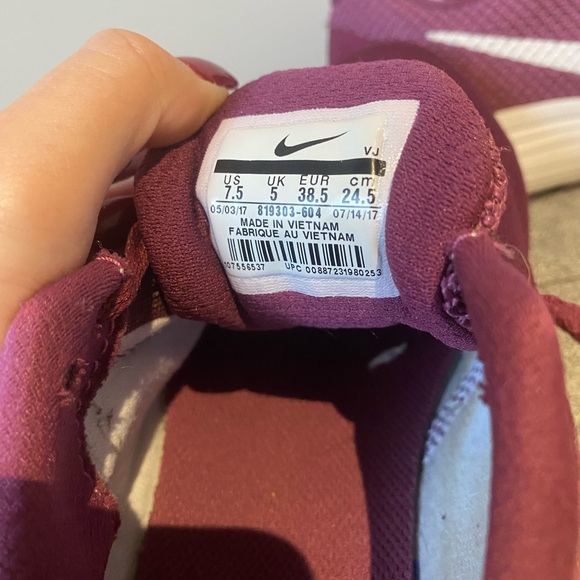 VJ
US UK EUR cm
7.5 5 38.5 24.5
05/03/17 819303-604 07/14/17
MADE IN VIETNAM
FABRIQUE AU VIETNAM
107556537 UPC 00887231980253